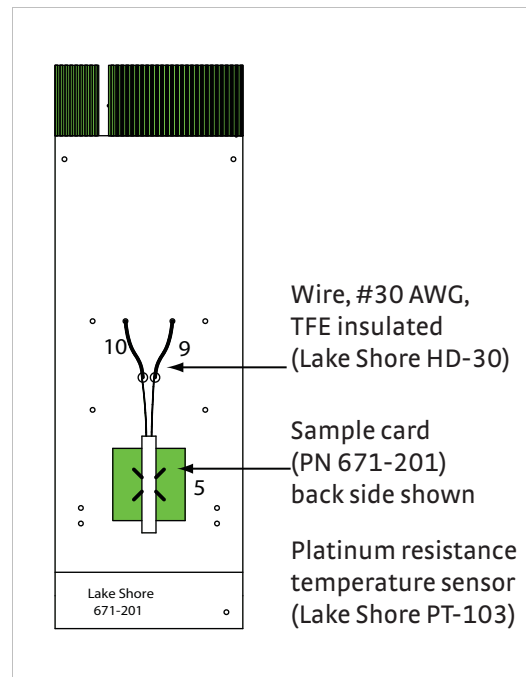 10
9
Wire, #30 AWG,
TFE insulated
(Lake Shore HD-30)
Sample card
(PN 671-201)
back side shown
5
Platinum resistance
temperature sensor
(Lake Shore PT-103)
Lake Shore
671-201